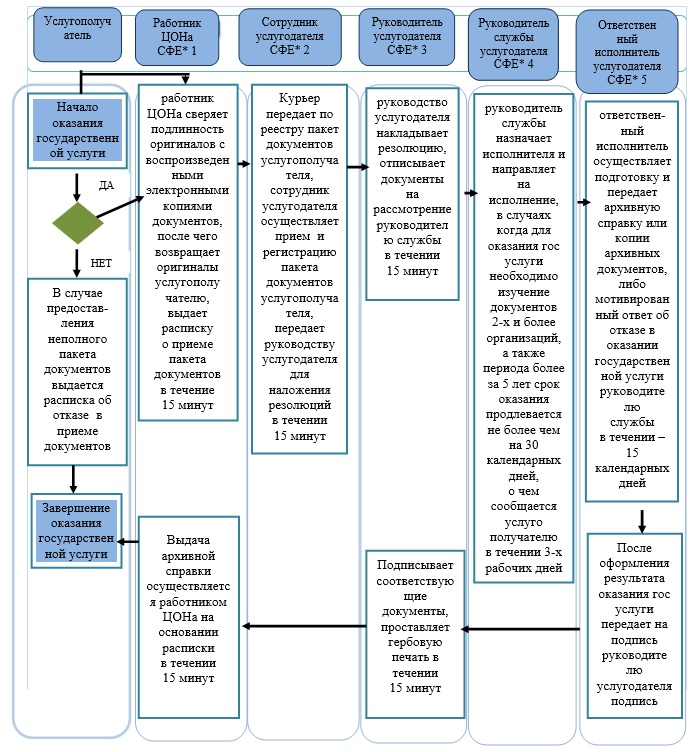 Услугополуч
атель
Работник
ЦОНа
СФЕ* 1
Сотрудник
услугодателя
СФЕ* 2
Руководитель
услугодателя
СФЕ* 3
Руководитель
службы
услугодателя
СФЕ* 4
Ответствен
ный
исполнитель
услугодателя
СФЕ* 5
Начало
оказания
государственн
ой услуги
ДА
НЕТ
В случае
предостав-
ления
неполного
пакета
документов
выдается
расписка об
отказе в
приеме
документов
Завершение
оказания
государствен
ной услуги
работник
ЦОНа сверяет
подлинность
оригиналов с
воспроизведен
ными
электронными
копиями
документов,
после чего
возвращает
оригиналы
услугополу
чателю,
выдает
расписку
о приеме
пакета
документов
в течение
15 минут
Курьер
передает по
реестру пакет
документов
услугополуча
теля,
сотрудник
услугодателя
осуществляет
прием и
регистрацию
пакета
документов
услугополуча
теля,
передает
руководству
услугодателя
для
наложения
резолюций
в течении
15 минут
руководство
услугодателя
накладывает
резолюцию,
отписывает
документы
на
рассмотрение
руководител
ю службы
в течении
15 минут
руководитель
службы
назначает
исполнителя и
направляет
на
исполнение,
в случаях
когда для
оказания гос
услуги
необходимо
изучение
документов
2-х и более
организаций,
а также
периода более
за 5 лет срок
оказания
продлевается
не более чем
на 30
календарных
дней,
о чем
сообщается
услуго
получателю
в течении 3-х
рабочих дней
ответствен-
ный
исполнитель
осуществляет
подготовку и
передает
архивную
справку или
копии
архивных
документов,
либо
мотивирован
ный ответ об
отказе в
оказании
государствен
ной услуги
руководите
лю
службы
в течении –
15
календарных
дней
После
оформления
результата
оказания гос
услуги
передает на
подпись
руководите
лю
услугодателя
подпись
Подписывает
соответствую
щие
документы,
проставляет
гербовую
печать в
течении
15 минут
Выдача
архивной
справки
осуществляетс
я работником
ЦОНа на
основании
расписки
в течении
15 минут